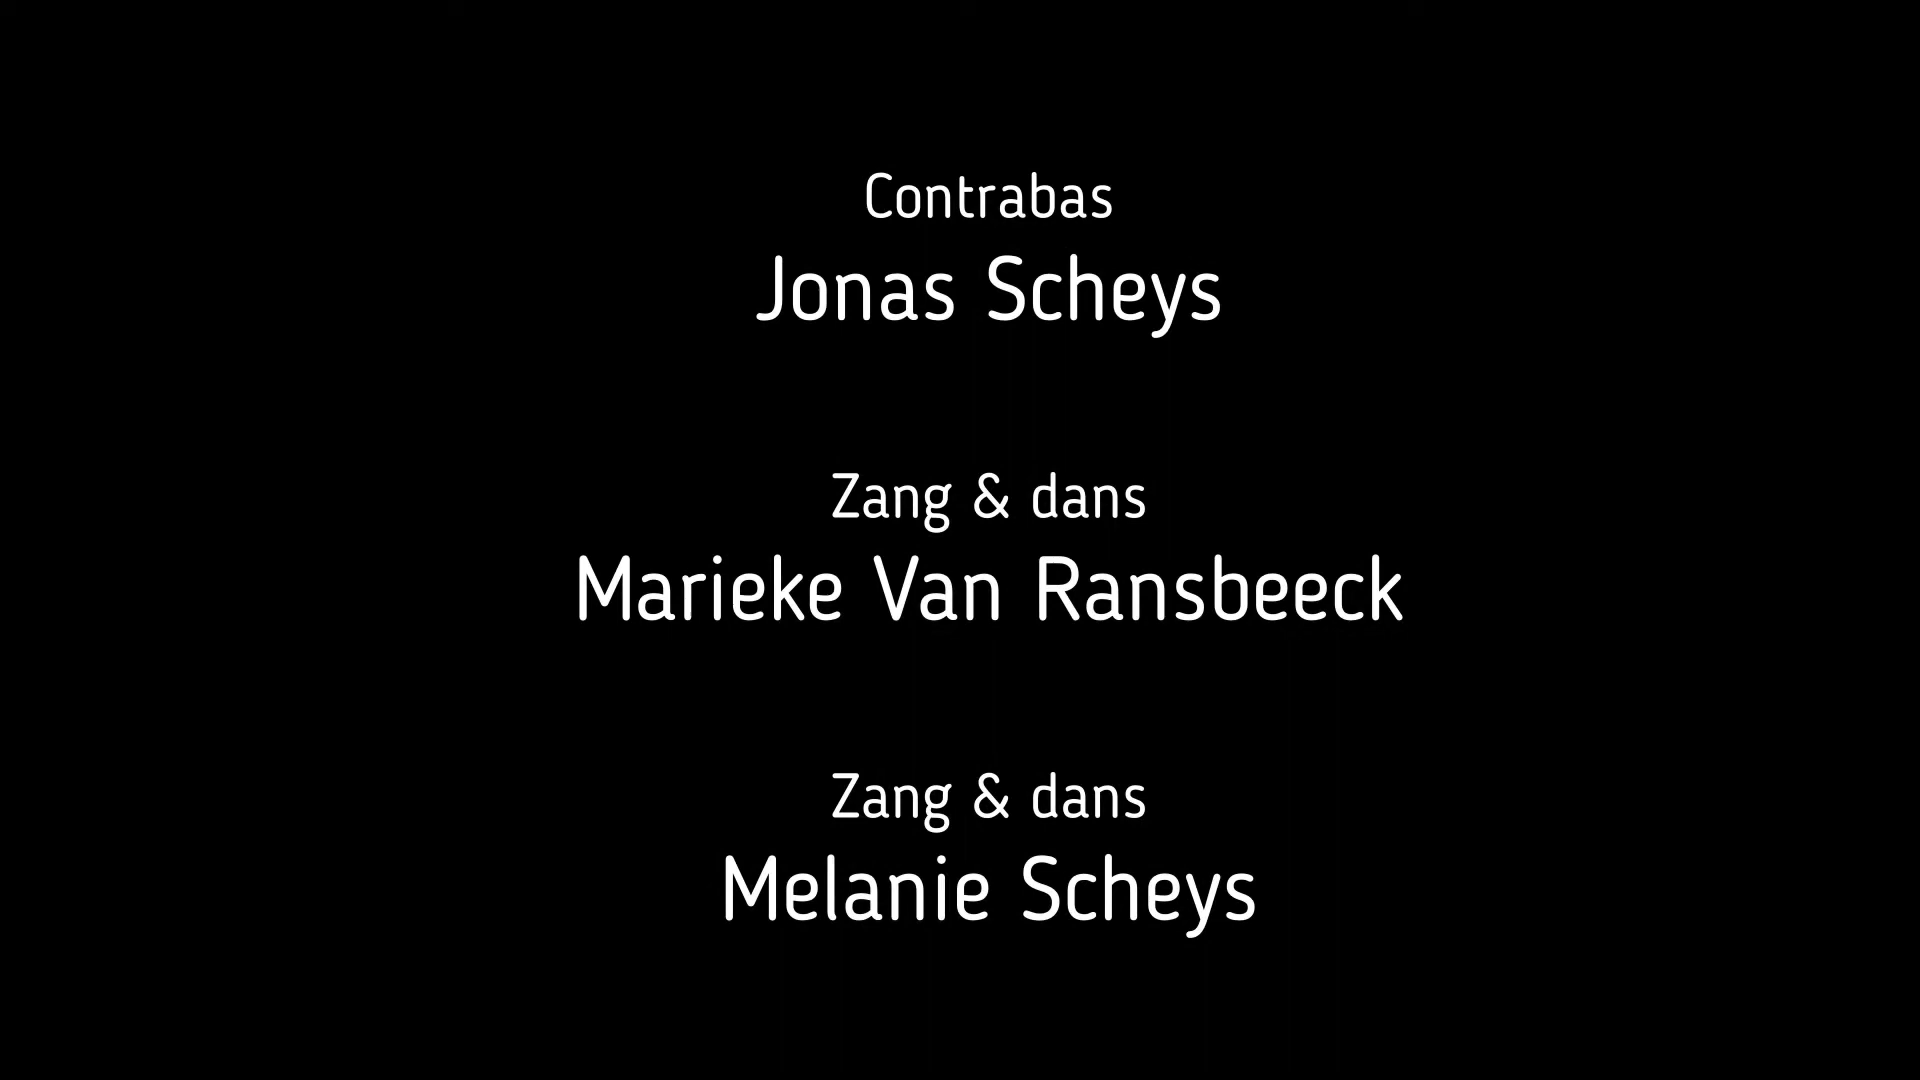 Contrabas
Jonas Scheys
Zang & dans
Marieke Van Ransbeeck
Zang & dans
Melanie Scheys